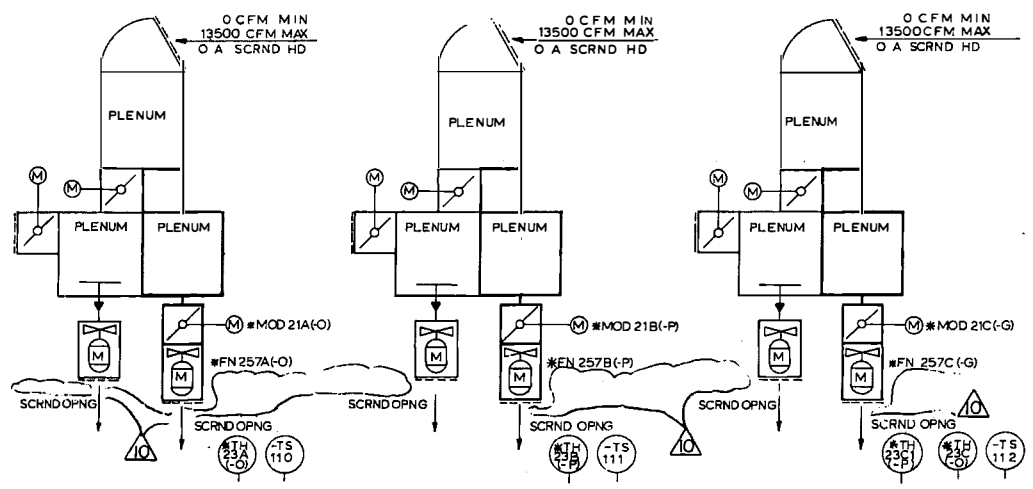 0 CFM MIN
13500 CFM MAX
O A SCRND HD
0 CFM MIN
13500 CFM MAX
O A SCRND HD
0 CFM MIN
13500CFM MAX
O A SCRND HD
PLENUM
PLENUM
PLENUM
M
M
M
M
M
M
PLENUM
PLENUM
PLENUM
PLENUM
PLENUM
PLENUM
M
*MOD 21A(-O)
M
*MOD 21B(-P)
M
*MOD 21C(-G)
M
M
*FN 257A(-O)
M
M
*FN 257B(-P)
M
M
*FN 257C(-G)
SCRND OPNG
SCRND OPNG
SCRND OPNG
SCRND OPNG
SCRND OPNG
SCRND OPNG
10
10
10
*TH
23A
(-O)
-TS
110
*TH
23B
(-P)
-TS
111
*TH
23C1
(-P)
*TH
23C
(-O)
-TS
112